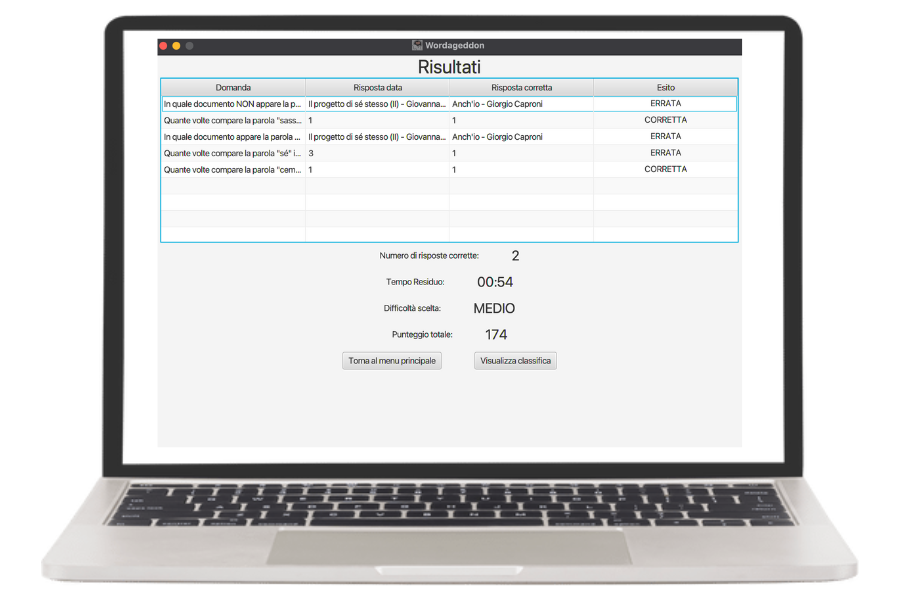 Wordageddon
Risultati
Domanda Risposta data Risposta corretta Esito
In quale documento NON appare la p... Il progetto di sé stesso (II) - Giovanna... Anch'io - Giorgio Caproni ERRATA
Quante volte compare la parola "sass... 1 1 CORRETTA
In quale documento appare la parola ... Il progetto di sé stesso (II) - Giovanna... Anch'io - Giorgio Caproni ERRATA
Quante volte compare la parola "sé" i... 3 1 ERRATA
Quante volte compare la parola "cem... 1 1 CORRETTA
Numero di risposte corrette: 2
Tempo Residuo: 00:54
Difficoltà scelta: MEDIO
Punteggio totale: 174
Torna al menu principale Visualizza classifica